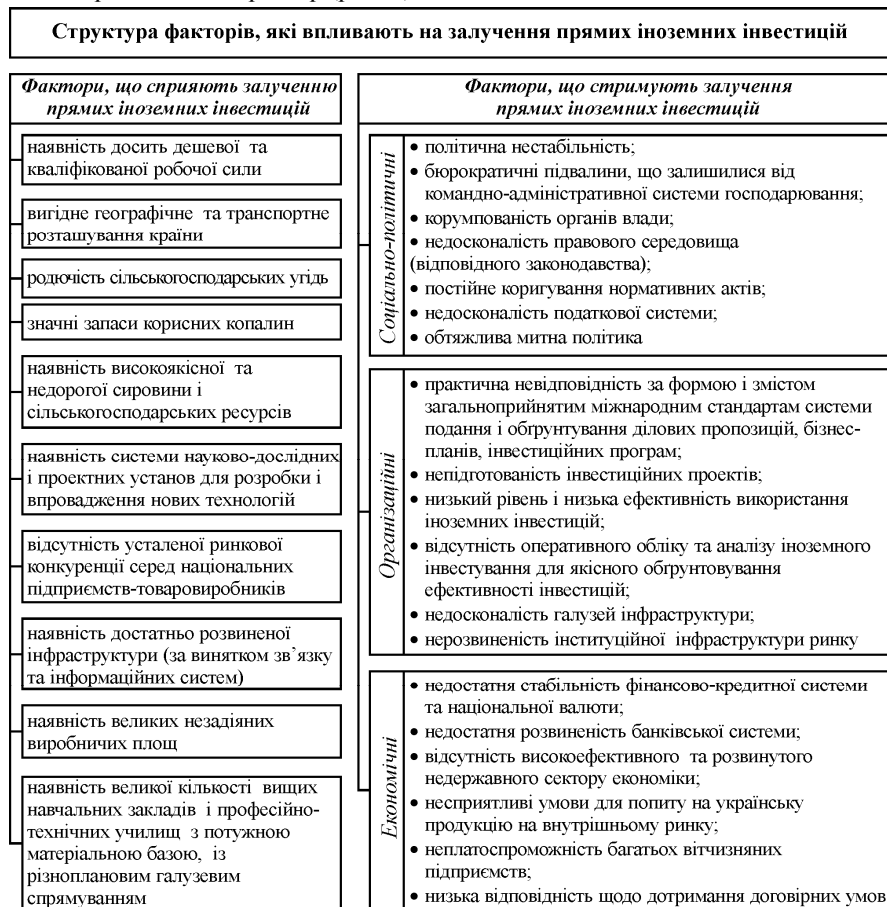 Структура факторів, які впливають на залучення прямих іноземних інвестицій
Фактори, що сприяють залученню
прямих іноземних інвестицій
наявність досить дешевої та
кваліфікованої робочої сили
вигідне географічне та транспортне
розташування країни
родючість сільськогосподарських угідь
значні запаси корисних копалин
наявність високоякісної та
недорогої сировини і
сільськогосподарських ресурсів
наявність системи науково-дослідних
і проектних установ для розробки і
впровадження нових технологій
відсутність усталеної ринкової
конкуренції серед національних
підприємств-товаровиробників
наявність достатньо розвиненої
інфраструктури (за винятком зв’язку
та інформаційних систем)
наявність великих незадіяних
виробничих площ
наявність великої кількості вищих
навчальних закладів і професійно-
технічних училищ з потужною
матеріальною базою, із
різноплановим галузевим
спрямуванням
Фактори, що стримують залучення
прямих іноземних інвестицій
Соціально-політичні
• політична нестабільність;
• бюрократичні підвалини, що залишилися від
командно-адміністративної системи господарювання;
• корумпованість органів влади;
• недосконалість правового середовища
(відповідного законодавства);
• постійне коригування нормативних актів;
• недосконалість податкової системи;
• обтяжлива митна політика
Організаційні
• практична невідповідність за формою і змістом
загальноприйнятим міжнародним стандартам системи
подання і обґрунтування ділових пропозицій, бізнес-
планів, інвестиційних програм;
• непідготованість інвестиційних проектів;
• низький рівень і низька ефективність використання
іноземних інвестицій;
• відсутність оперативного обліку та аналізу іноземного
інвестування для якісного обґрунтовування
ефективності інвестицій;
• недосконалість галузей інфраструктури;
• нерозвиненість інституційної інфраструктури ринку
Економічні
• недостатня стабільність фінансово-кредитної системи
та національної валюти;
• недостатня розвиненість банківської системи;
• відсутність високоефективного та розвинутого
недержавного сектору економіки;
• несприятливі умови для попиту на українську
продукцію на внутрішньому ринку;
• неплатоспроможність багатьох вітчизняних
підприємств;
• низька відповідність щодо дотримання договірних умов